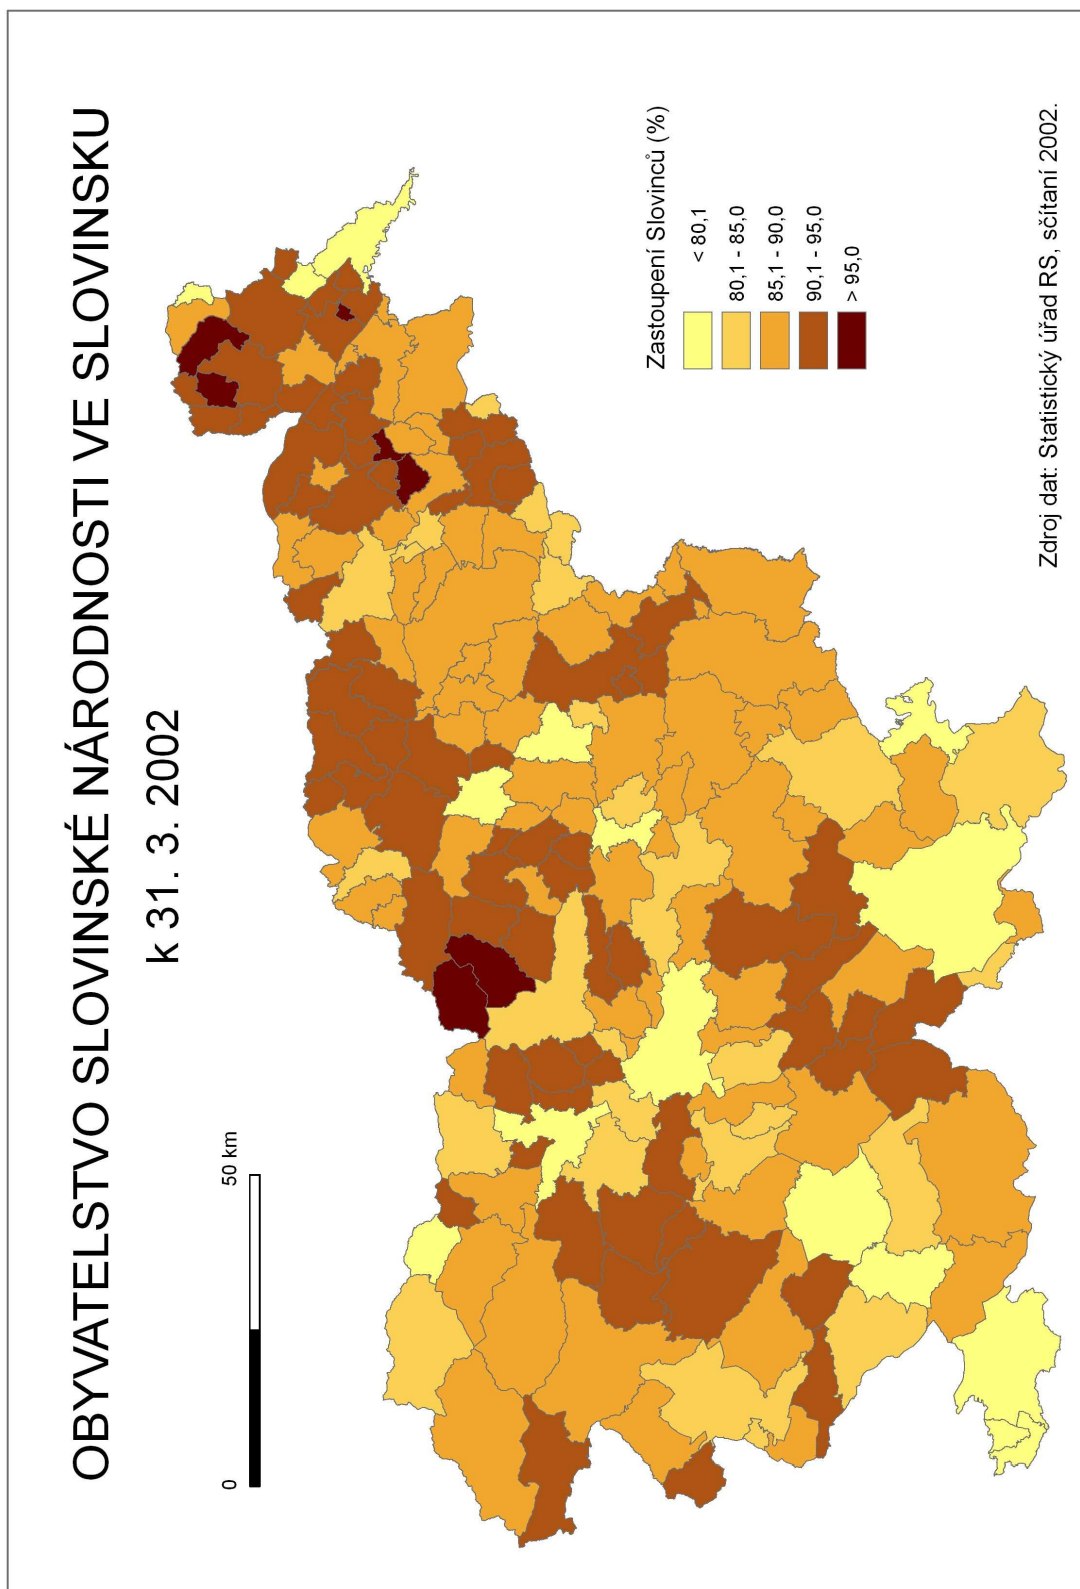 OBYVATELSTVO SLOVINSKÉ NÁRODNOSTI VE SLOVINSKU
k 31. 3. 2002
0
50 km
Zastoupení Slovinců (%)
< 80,1
80,1 - 85,0
85,1 - 90,0
90,1 - 95,0
> 95,0
Zdroj dat: Statistický úřad RS, sčítaní 2002.